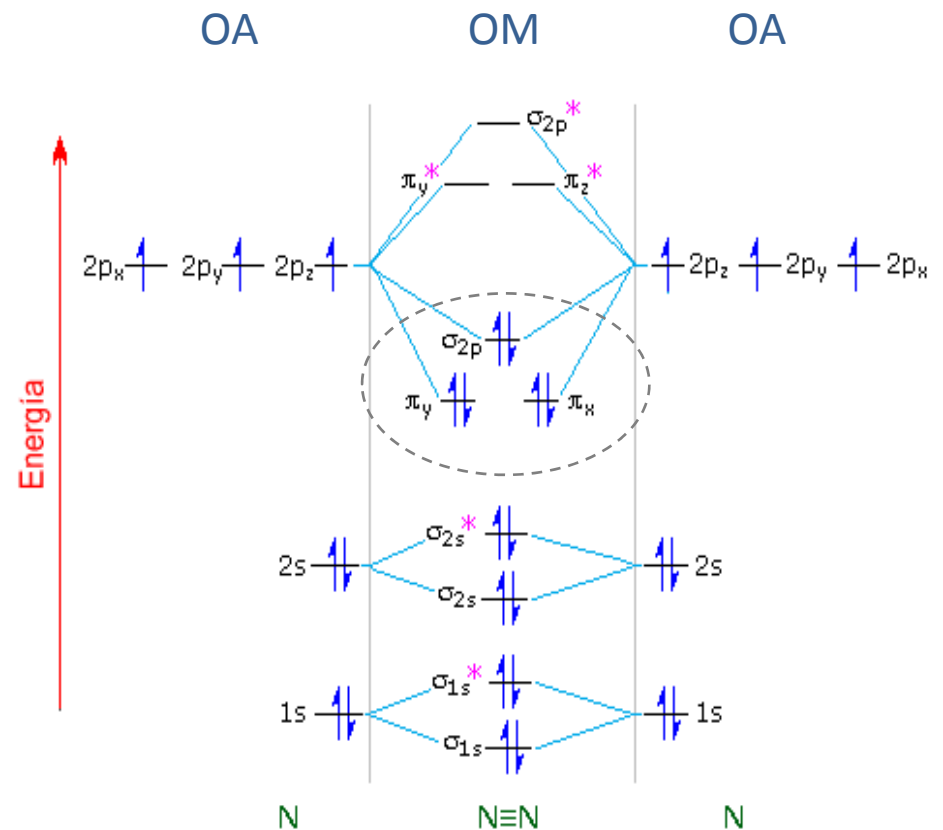 OA OM OA
σ2p*
πy* πz*
2px 2py 2pz 2pz 2py 2px
σ2p
πy πx
Energía
σ2s*
2s 2s
σ2s
σ1s*
1s 1s
σ1s
N N≡N N